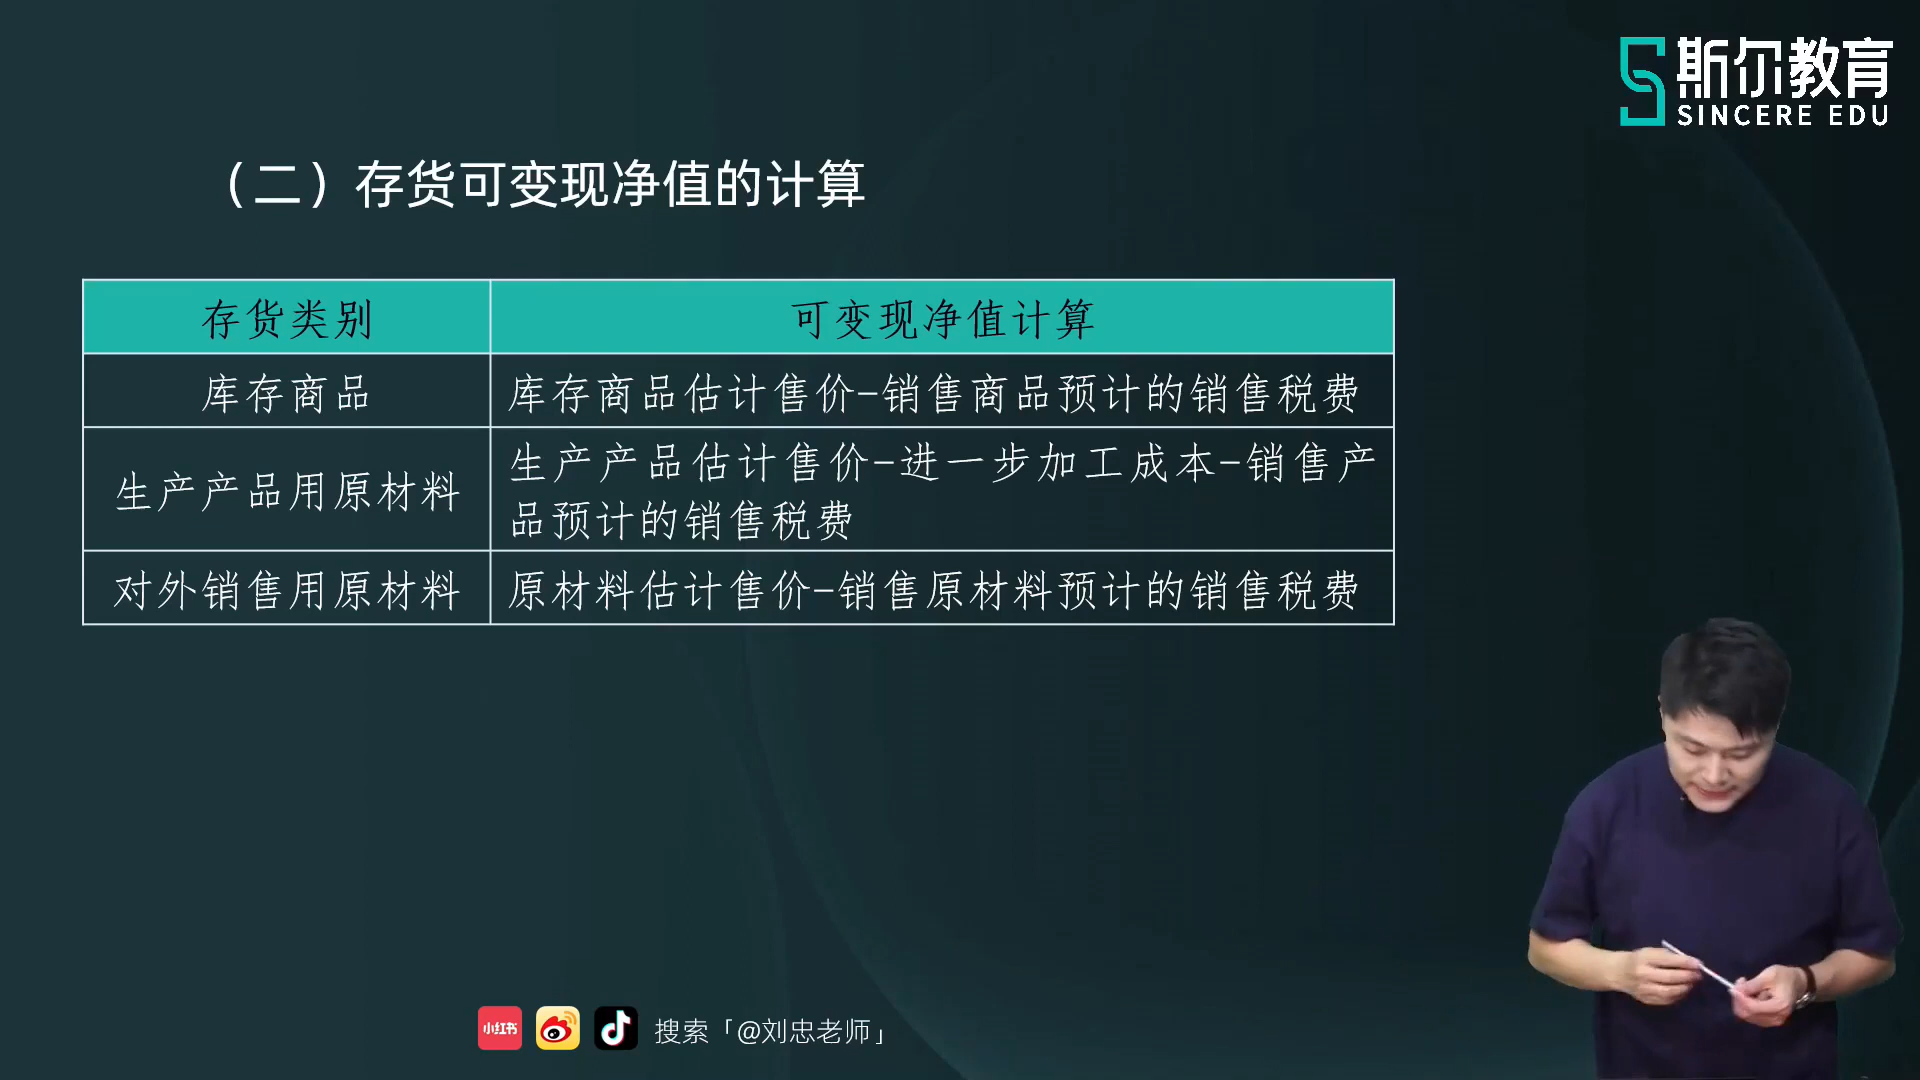 斯尔教育
SINCERE EDU
（二）存货可变现净值的计算
存货类别
可变现净值计算
库存商品
库存商品估计售价-销售商品预计的销售税费
生产产品用原材料
生产产品估计售价-进一步加工成本-销售产
品预计的销售税费
对外销售用原材料
原材料估计售价-销售原材料预计的销售税费
小红书
搜索「@刘忠老师」